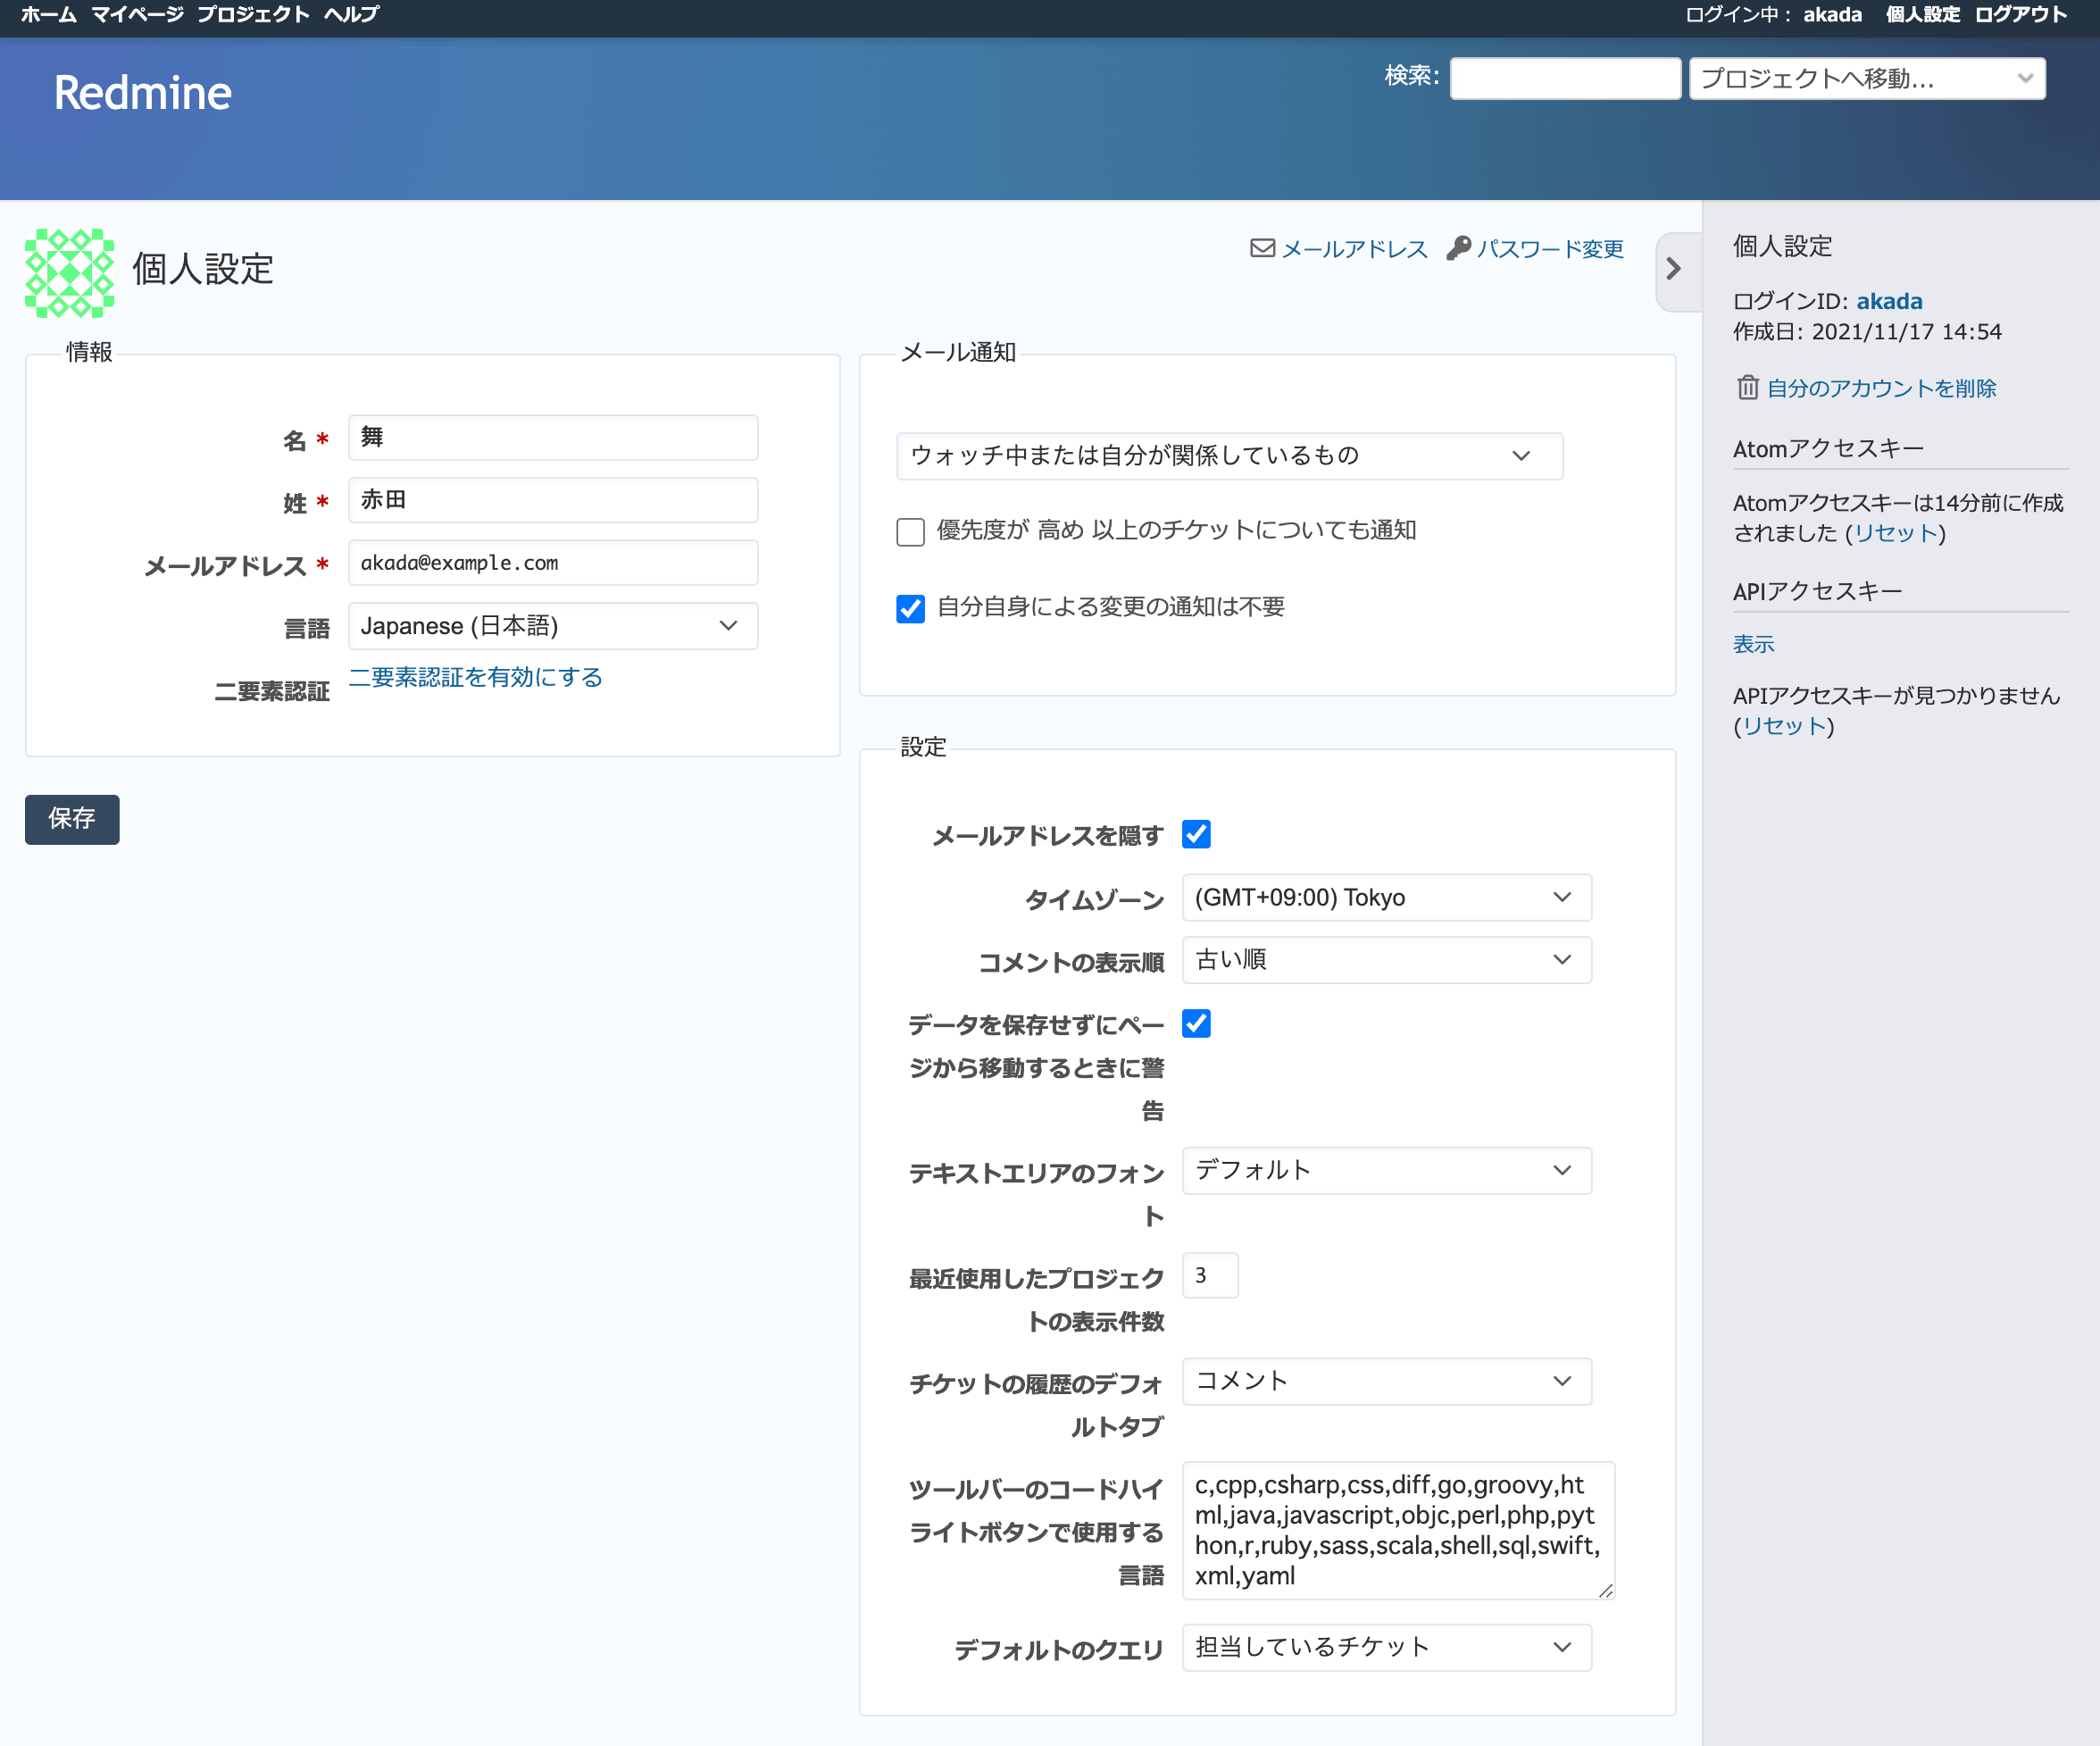 ホーム マイページ プロジェクト ヘルプ
ログイン中： akada 個人設定 ログアウト
Redmine
検索:
プロジェクトへ移動...
個人設定
メールアドレス パスワード変更
情報
名 *
舞
姓 *
赤田
メールアドレス *
akada@example.com
言語
Japanese (日本語)
二要素認証
二要素認証を有効にする
保存
メール通知
ウォッチ中または自分が関係しているもの
優先度が 高め 以上のチケットについても通知
自分自身による変更の通知は不要
設定
メールアドレスを隠す
タイムゾーン
(GMT+09:00) Tokyo
コメントの表示順
古い順
データを保存せずにペー
ジから移動するときに警
告
テキストエリアのフォン
ト
デフォルト
最近使用したプロジェク
トの表示件数
3
チケットの履歴のデフォ
ルトタブ
コメント
ツールバーのコードハイ
ライトボタンで使用する
言語
c,cpp,csharp,css,diff,go,groovy,ht
ml,java,javascript,objc,perl,php,pyt
hon,r,ruby,sass,scala,shell,sql,swift,
xml,yaml
デフォルトのクエリ
担当しているチケット
個人設定
ログインID: akada
作成日: 2021/11/17 14:54
自分のアカウントを削除
Atomアクセスキー
Atomアクセスキーは14分前に作成
されました (リセット)
APIアクセスキー
表示
APIアクセスキーが見つかりません
(リセット)